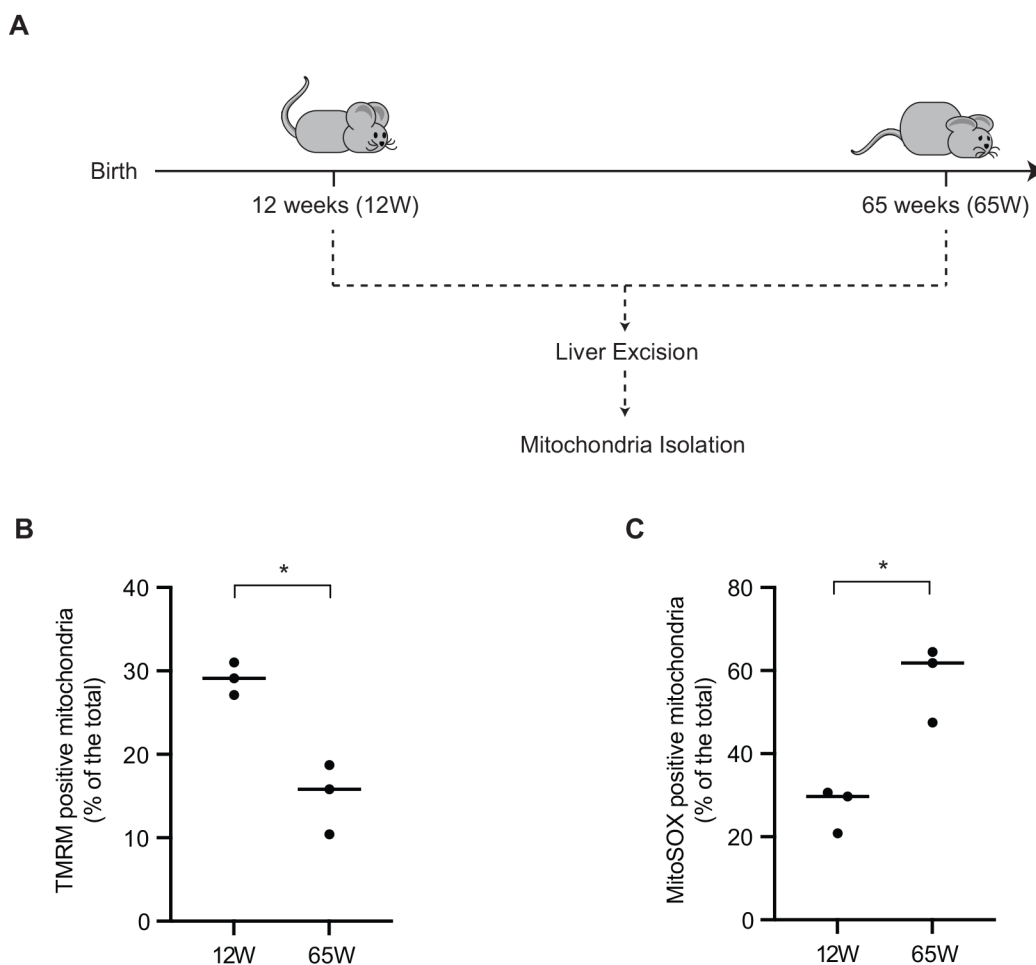 A
Birth
12 weeks (12W)
65 weeks (65W)
Liver Excision
Mitochondria Isolation
B
TMRM positive mitochondria
(% of the total)
40
30
20
10
0
*
12W
65W
C
MitoSOX positive mitochondria
(% of the total)
80
60
40
20
0
*
12W
65W